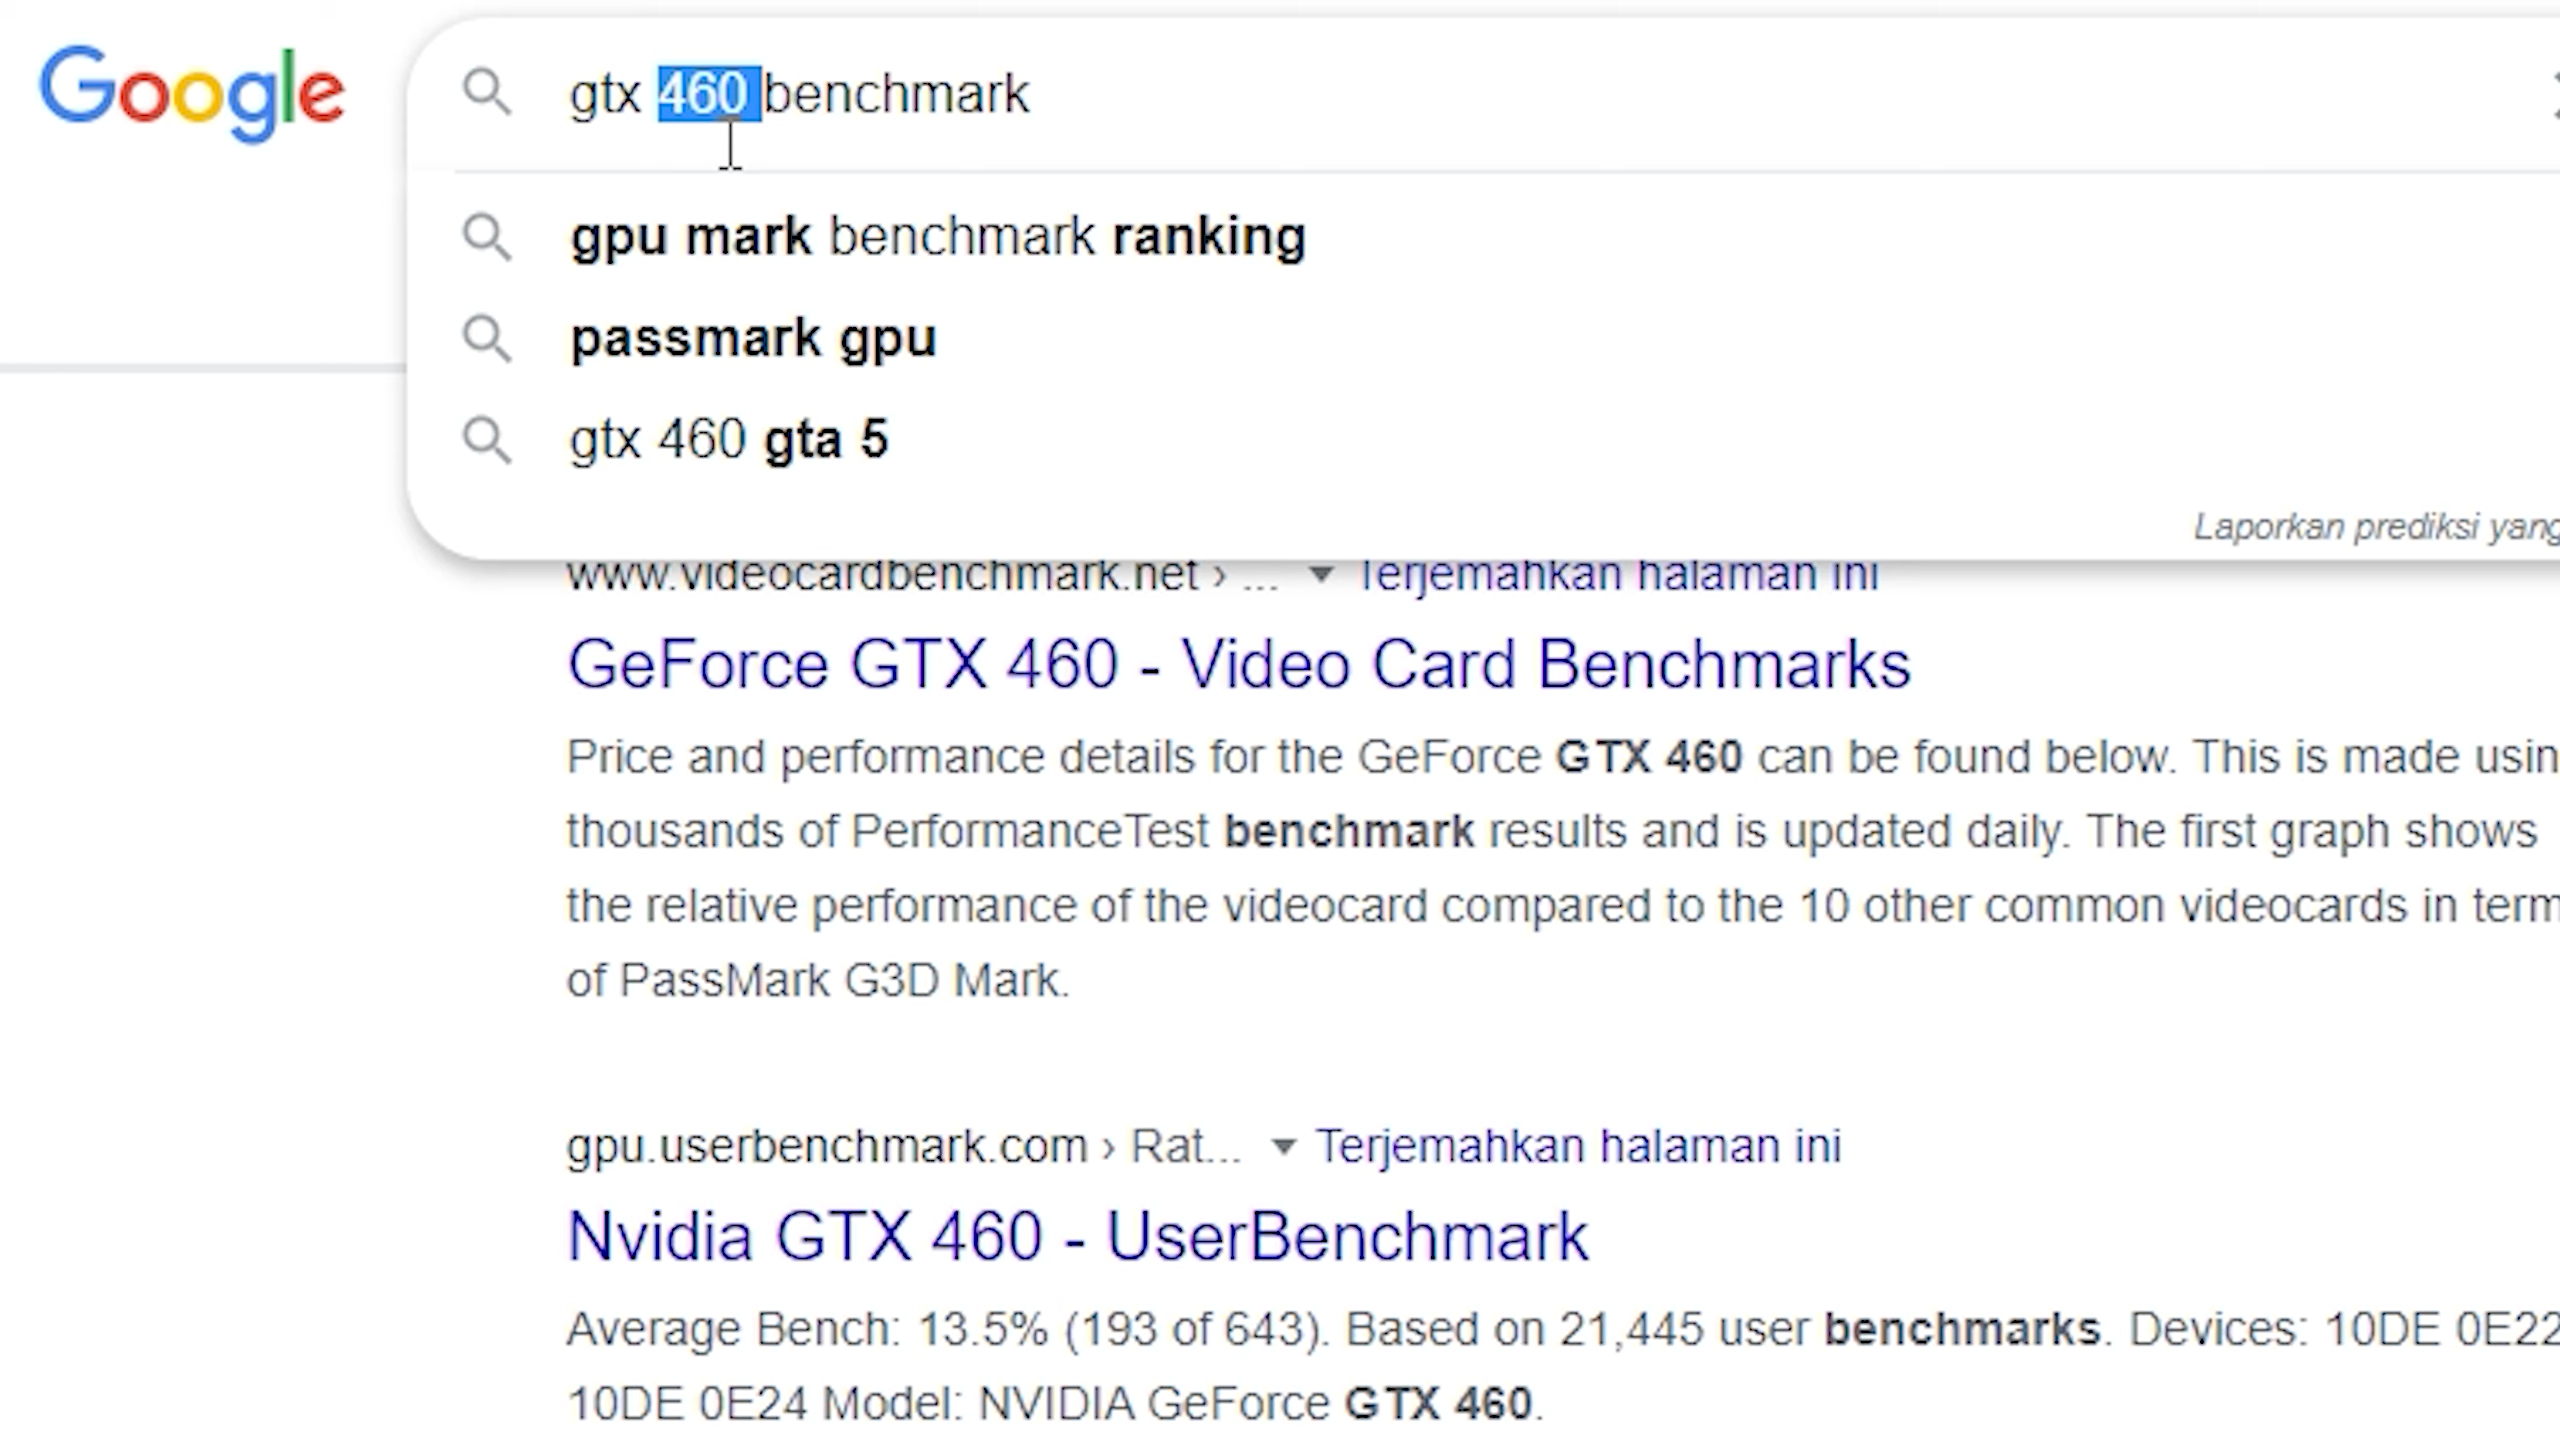 Google
gtx 460 benchmark
gpu mark benchmark ranking
passmark gpu
gtx 460 gta 5
Laporkan prediksi yang
www.videocardbenchmark.net › ... Terjemahkan halaman ini
GeForce GTX 460 - Video Card Benchmarks
Price and performance details for the GeForce GTX 460 can be found below. This is made usin
thousands of PerformanceTest benchmark results and is updated daily. The first graph shows
the relative performance of the videocard compared to the 10 other common videocards in term
of PassMark G3D Mark.
gpu.userbenchmark.com › Rat... Terjemahkan halaman ini
Nvidia GTX 460 - UserBenchmark
Average Bench: 13.5% (193 of 643). Based on 21,445 user benchmarks. Devices: 10DE 0E22
10DE 0E24 Model: NVIDIA GeForce GTX 460.